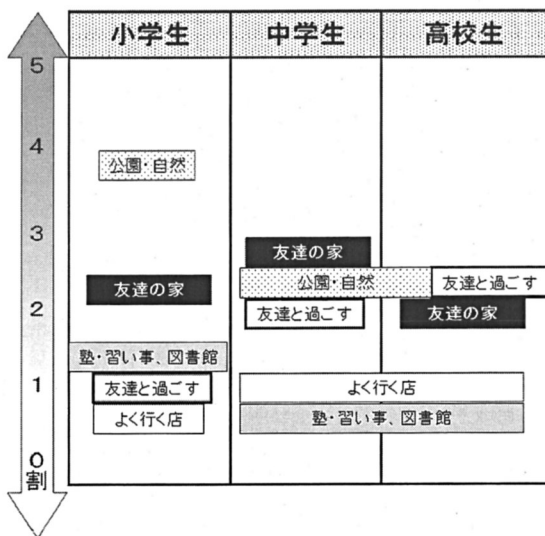 小学生 中学生 高校生
5
4
公園・自然
3
友達の家
公園・自然 友達と過ごす
友達の家
2
友達と過ごす 友達の家
塾・習い事、図書館
1
友達と過ごす よく行く店
よく行く店 塾・習い事、図書館
0
割